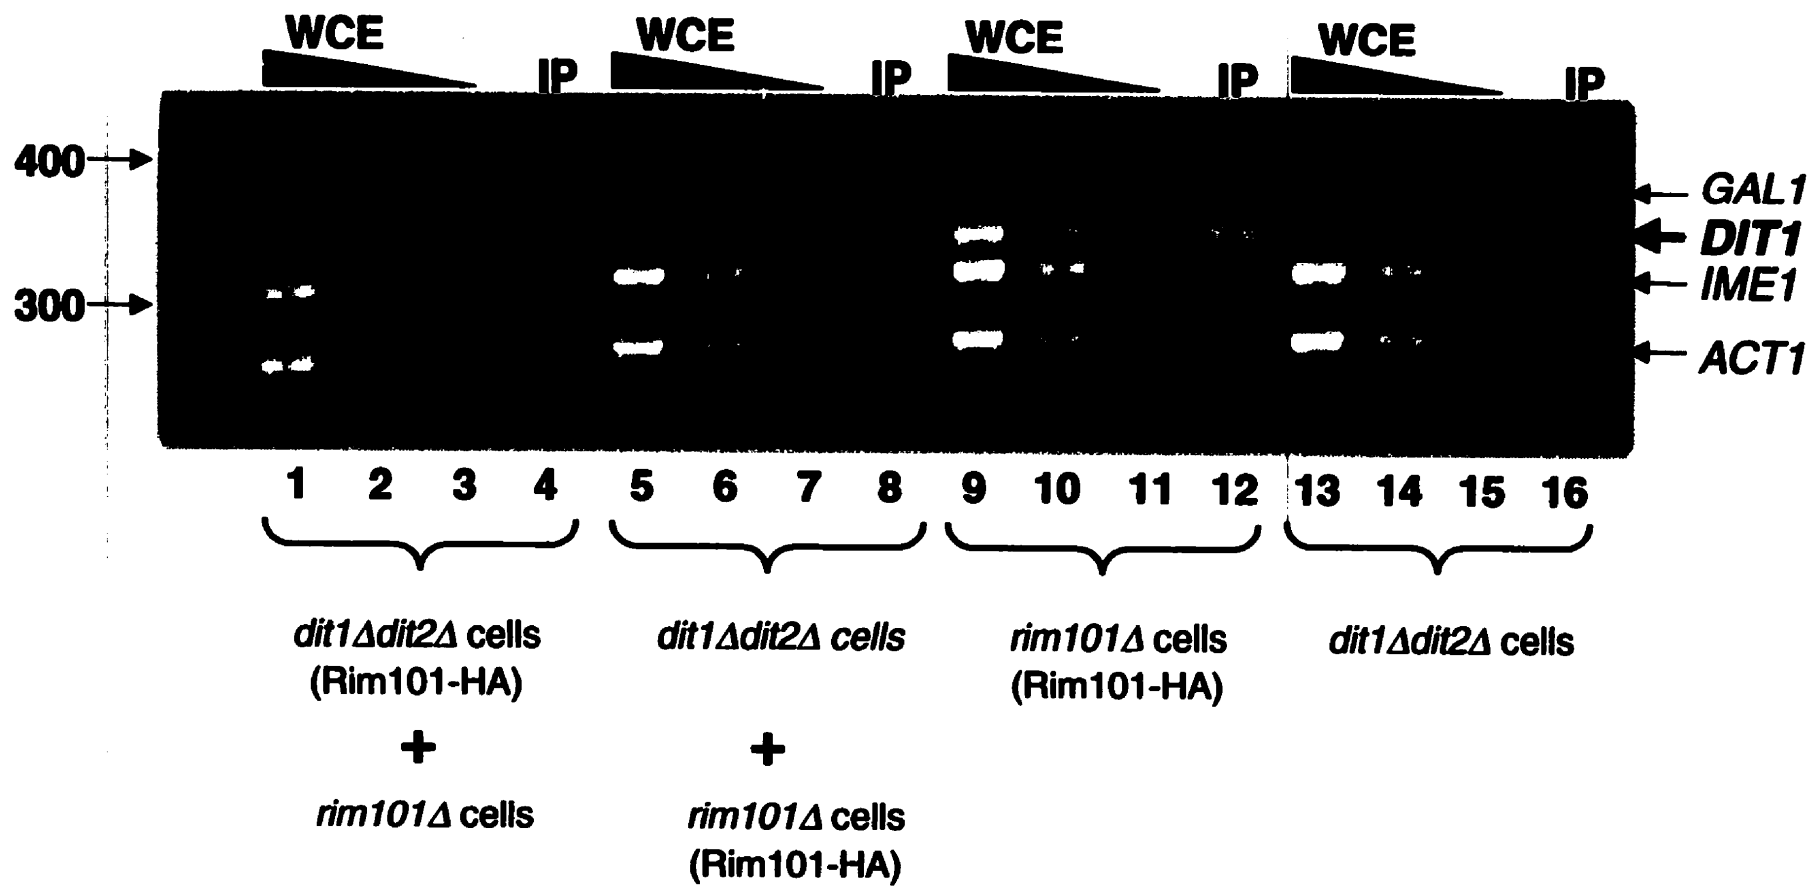 WCE WCE WCE WCE
IP IP IP IP
400
GAL1
DIT1
IME1
300
ACT1
1 2 3 4 5 6 7 8 9 10 11 12 13 14 15 16
dit1Δdit2Δ cells dit1Δdit2Δ cells rim101Δ cells dit1Δdit2Δ cells
(Rim101-HA) (Rim101-HA)
+ +
rim101Δ cells rim101Δ cells
(Rim101-HA)